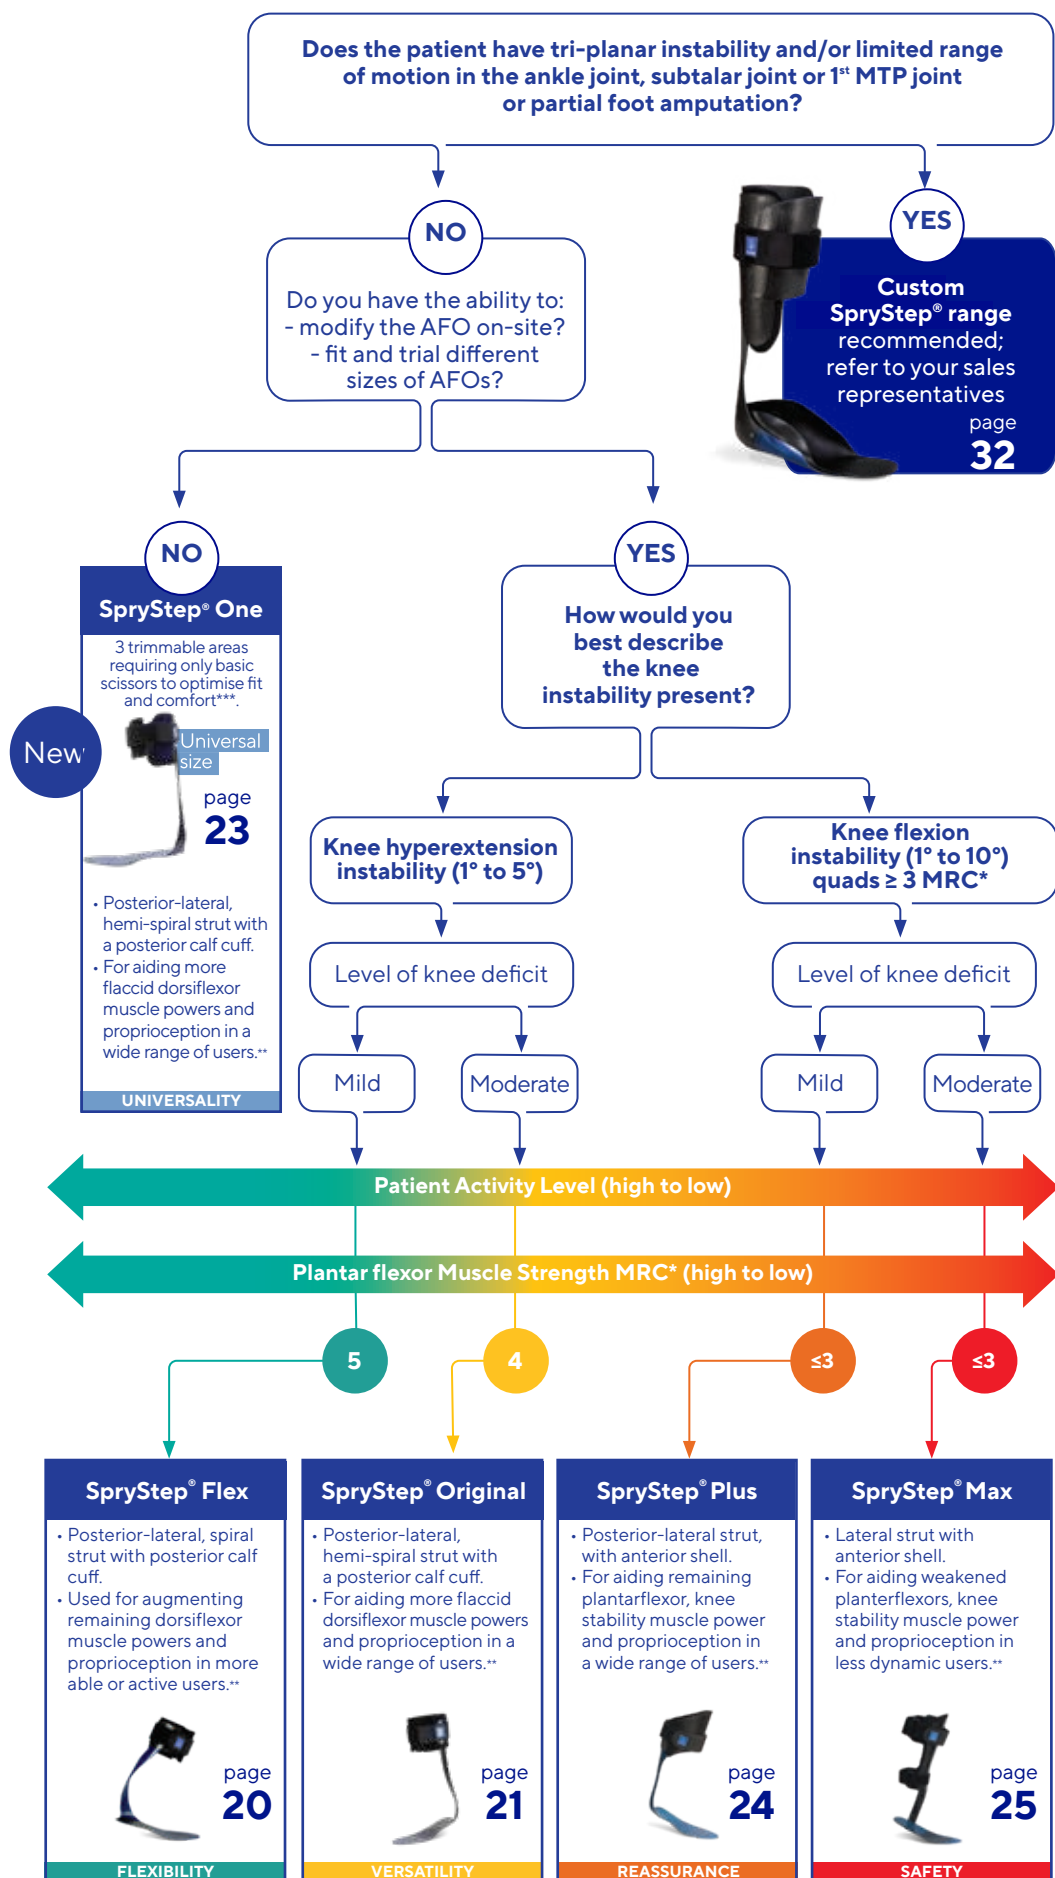 Does the patient have tri-planar instability and/or limited range
of motion in the ankle joint, subtalar joint or 1st MTP joint
or partial foot amputation?
NO
YES
Do you have the ability to:
- modify the AFO on-site?
- fit and trial different
sizes of AFOs?
Custom
SpryStep® range
recommended;
refer to your sales
representatives
page
32
NO
YES
SpryStep® One
3 trimmable areas
requiring only basic
scissors to optimise fit
and comfort***.
New
Universal
size
page
23
• Posterior-lateral,
hemi-spiral strut with
a posterior calf cuff.
• For aiding more
flaccid dorsiflexor
muscle powers and
proprioception in a
wide range of users.**
UNIVERSALITY
How would you
best describe
the knee
instability present?
Knee hyperextension
instability (1° to 5°)
Knee flexion
instability (1° to 10°)
quads ≥ 3 MRC*
Level of knee deficit
Level of knee deficit
Mild
Moderate
Mild
Moderate
Patient Activity Level (high to low)
Plantar flexor Muscle Strength MRC* (high to low)
5
4
≤3
≤3
SpryStep® Flex
• Posterior-lateral, spiral
strut with posterior calf
cuff.
• Used for augmenting
remaining dorsiflexor
muscle powers and
proprioception in more
able or active users.**
page
20
FLEXIBILITY
SpryStep® Original
• Posterior-lateral,
hemi-spiral strut with
a posterior calf cuff.
• For aiding more flaccid
dorsiflexor muscle powers
and proprioception in a
wide range of users.**
page
21
VERSATILITY
SpryStep® Plus
• Posterior-lateral strut,
with anterior shell.
• For aiding remaining
plantarflexor, knee
stability muscle power
and proprioception in
a wide range of users.**
page
24
REASSURANCE
SpryStep® Max
• Lateral strut with
anterior shell.
• For aiding weakened
planterflexors, knee
stability muscle power
and proprioception in
less dynamic users.**
page
25
SAFETY